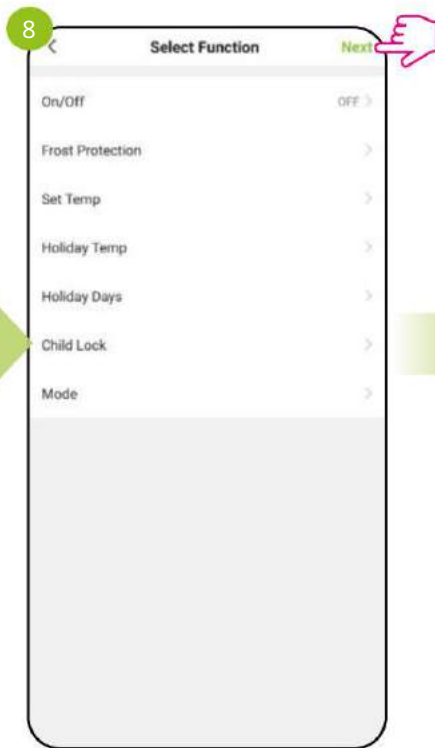 8
< Select Function Next
On/Off OFF >
Frost Protection >
Set Temp >
Holiday Temp >
Holiday Days >
Child Lock >
Mode >